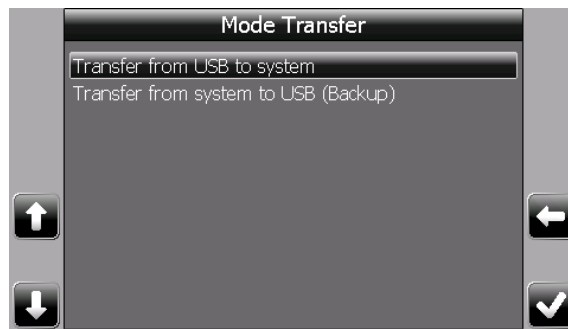 Mode Transfer
Transfer from USB to system
Transfer from system to USB (Backup)